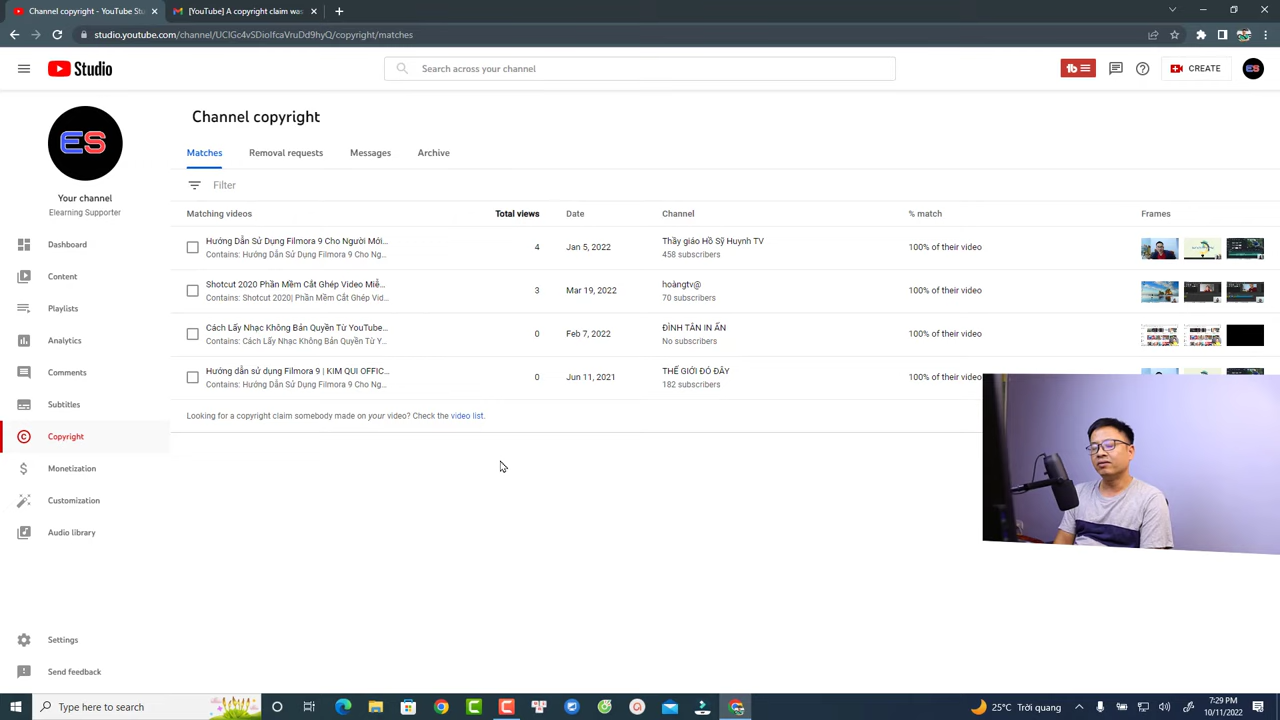 Channel copyright - YouTube Stu
[YouTube] A copyright claim was
studio.youtube.com/channel/UCIGc4vSDioIfcaVruDd9hyQ/copyright/matches
Studio
Search across your channel
CREATE
ES
ES
Your channel
Elearning Supporter
Dashboard
Content
Playlists
Analytics
Comments
Subtitles
Copyright
Monetization
Customization
Audio library
Settings
Send feedback
Channel copyright
Matches Removal requests Messages Archive
Filter
Matching videos Total views Date Channel % match Frames
Hướng Dẫn Sử Dụng Filmora 9 Cho Người Mới... 4 Jan 5, 2022 Thầy giáo Hồ Sỹ Huynh TV 100% of their video
Contains: Hướng Dẫn Sử Dụng Filmora 9 Cho Ng... 458 subscribers
Shotcut 2020 Phần Mềm Cắt Ghép Video Miễ... 3 Mar 19, 2022 hoàngtv@ 100% of their video
Contains: Shotcut 2020| Phần Mềm Cắt Ghép Vid... 70 subscribers
Cách Lấy Nhạc Không Bản Quyền Từ YouTube... 0 Feb 7, 2022 ĐÌNH TÂN IN ẤN 100% of their video
Contains: Cách Lấy Nhạc Không Bản Quyền Từ Y... No subscribers
Hướng dẫn sử dụng Filmora 9 | KIM QUI OFFIC... 0 Jun 11, 2021 THẾ GIỚI ĐÓ ĐÂY 100% of their video
Contains: Hướng Dẫn Sử Dụng Filmora 9 Cho Ng... 182 subscribers
Looking for a copyright claim somebody made on your video? Check the video list.
Type here to search
25°C Trời quang
7:29 PM
10/11/2022